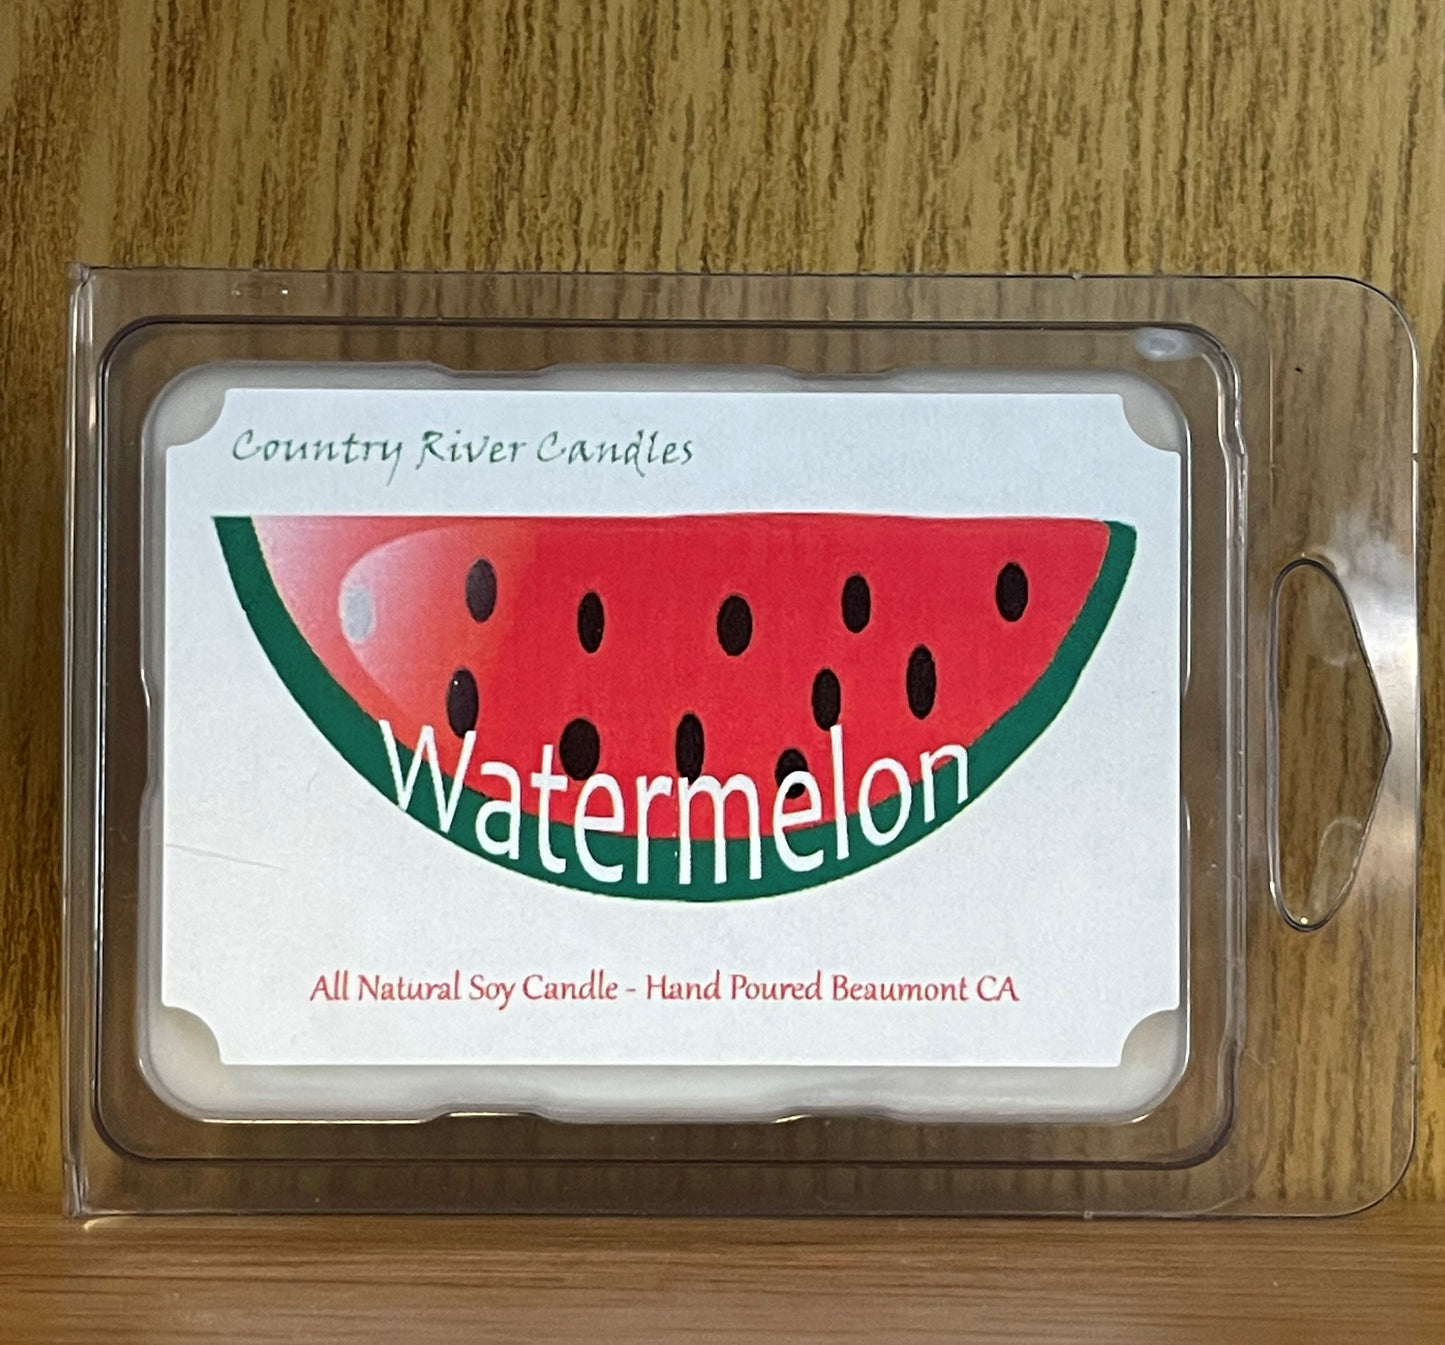 Country River Candles
Watermelon
All Natural Soy Candle - Hand Poured Beaumont CA